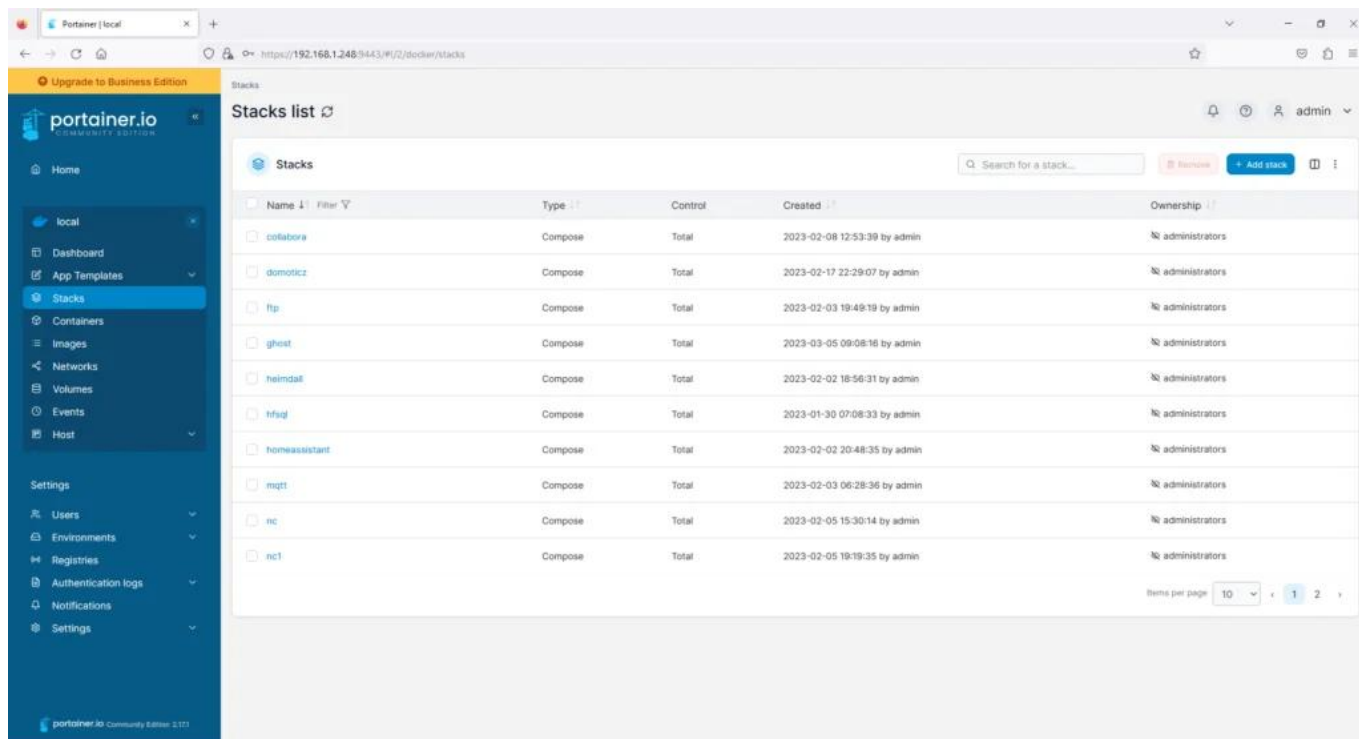 Portainer | local
https://192.168.1.248:9443/#!/2/docker/stacks
Upgrade to Business Edition
portainer.io
COMMUNITY EDITION
Home
local
Dashboard
App Templates
Stacks
Containers
Images
Networks
Volumes
Events
Host
Settings
Users
Environments
Registries
Authentication logs
Notifications
Settings
portainer.io Community Edition 2.17.1
Stacks
Stacks list
admin
Stacks
Search for a stack...
Remove
+ Add stack
Name Filter Type Control Created Ownership
collabora Compose Total 2023-02-08 12:53:39 by admin administrators
domoticz Compose Total 2023-02-17 22:29:07 by admin administrators
ftp Compose Total 2023-02-03 19:49:19 by admin administrators
ghost Compose Total 2023-03-05 09:08:16 by admin administrators
heimdall Compose Total 2023-02-02 18:56:31 by admin administrators
hfsql Compose Total 2023-01-30 07:08:33 by admin administrators
homeassistant Compose Total 2023-02-02 20:48:35 by admin administrators
mqtt Compose Total 2023-02-03 06:28:36 by admin administrators
nc Compose Total 2023-02-05 15:30:14 by admin administrators
nc1 Compose Total 2023-02-05 19:19:35 by admin administrators
Items per page 10 1 2